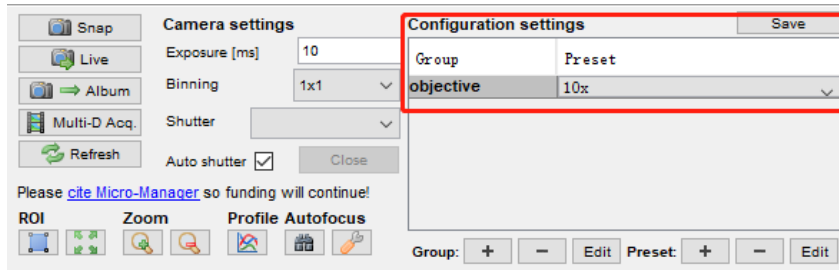 Snap
Live
Album
Multi-D Acq.
Refresh
Camera settings
Exposure [ms] 10
Binning 1x1
Shutter
Auto shutter Close
Please cite Micro-Manager so funding will continue!
ROI Zoom Profile Autofocus
Configuration settings Save
Group Preset
objective 10x
Group: + − Edit Preset: + − Edit